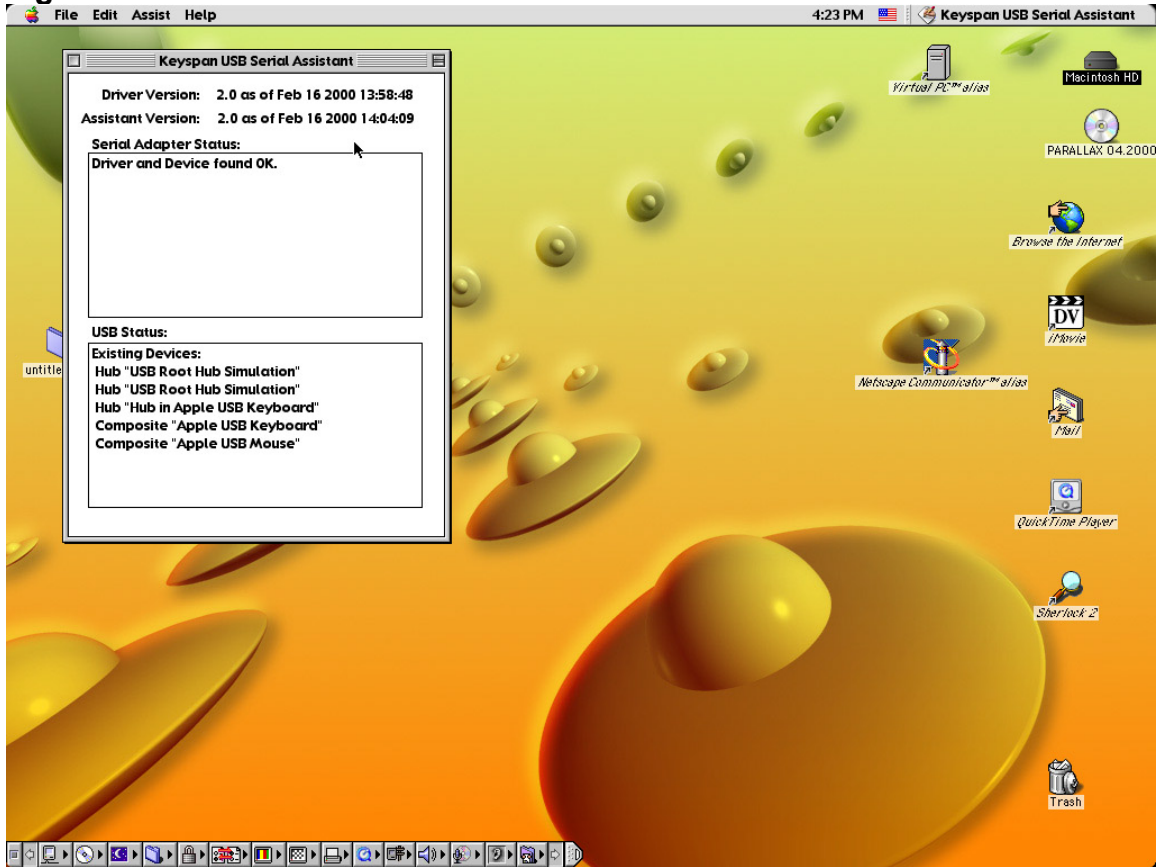 File Edit Assist Help
4:23 PM
Keyspan USB Serial Assistant
Keyspan USB Serial Assistant
Driver Version: 2.0 as of Feb 16 2000 13:58:48
Assistant Version: 2.0 as of Feb 16 2000 14:04:09
Serial Adapter Status:
Driver and Device found OK.
USB Status:
Existing Devices:
Hub "USB Root Hub Simulation"
Hub "USB Root Hub Simulation"
Hub "Hub in Apple USB Keyboard"
Composite "Apple USB Keyboard"
Composite "Apple USB Mouse"
untitle
Virtual PC™ alias
Macintosh HD
PARALLAX 04.2000
Browse the Internet
DV
iMovie
Netscape Communicator™ alias
Mail
QuickTime Player
Sherlock 2
Trash